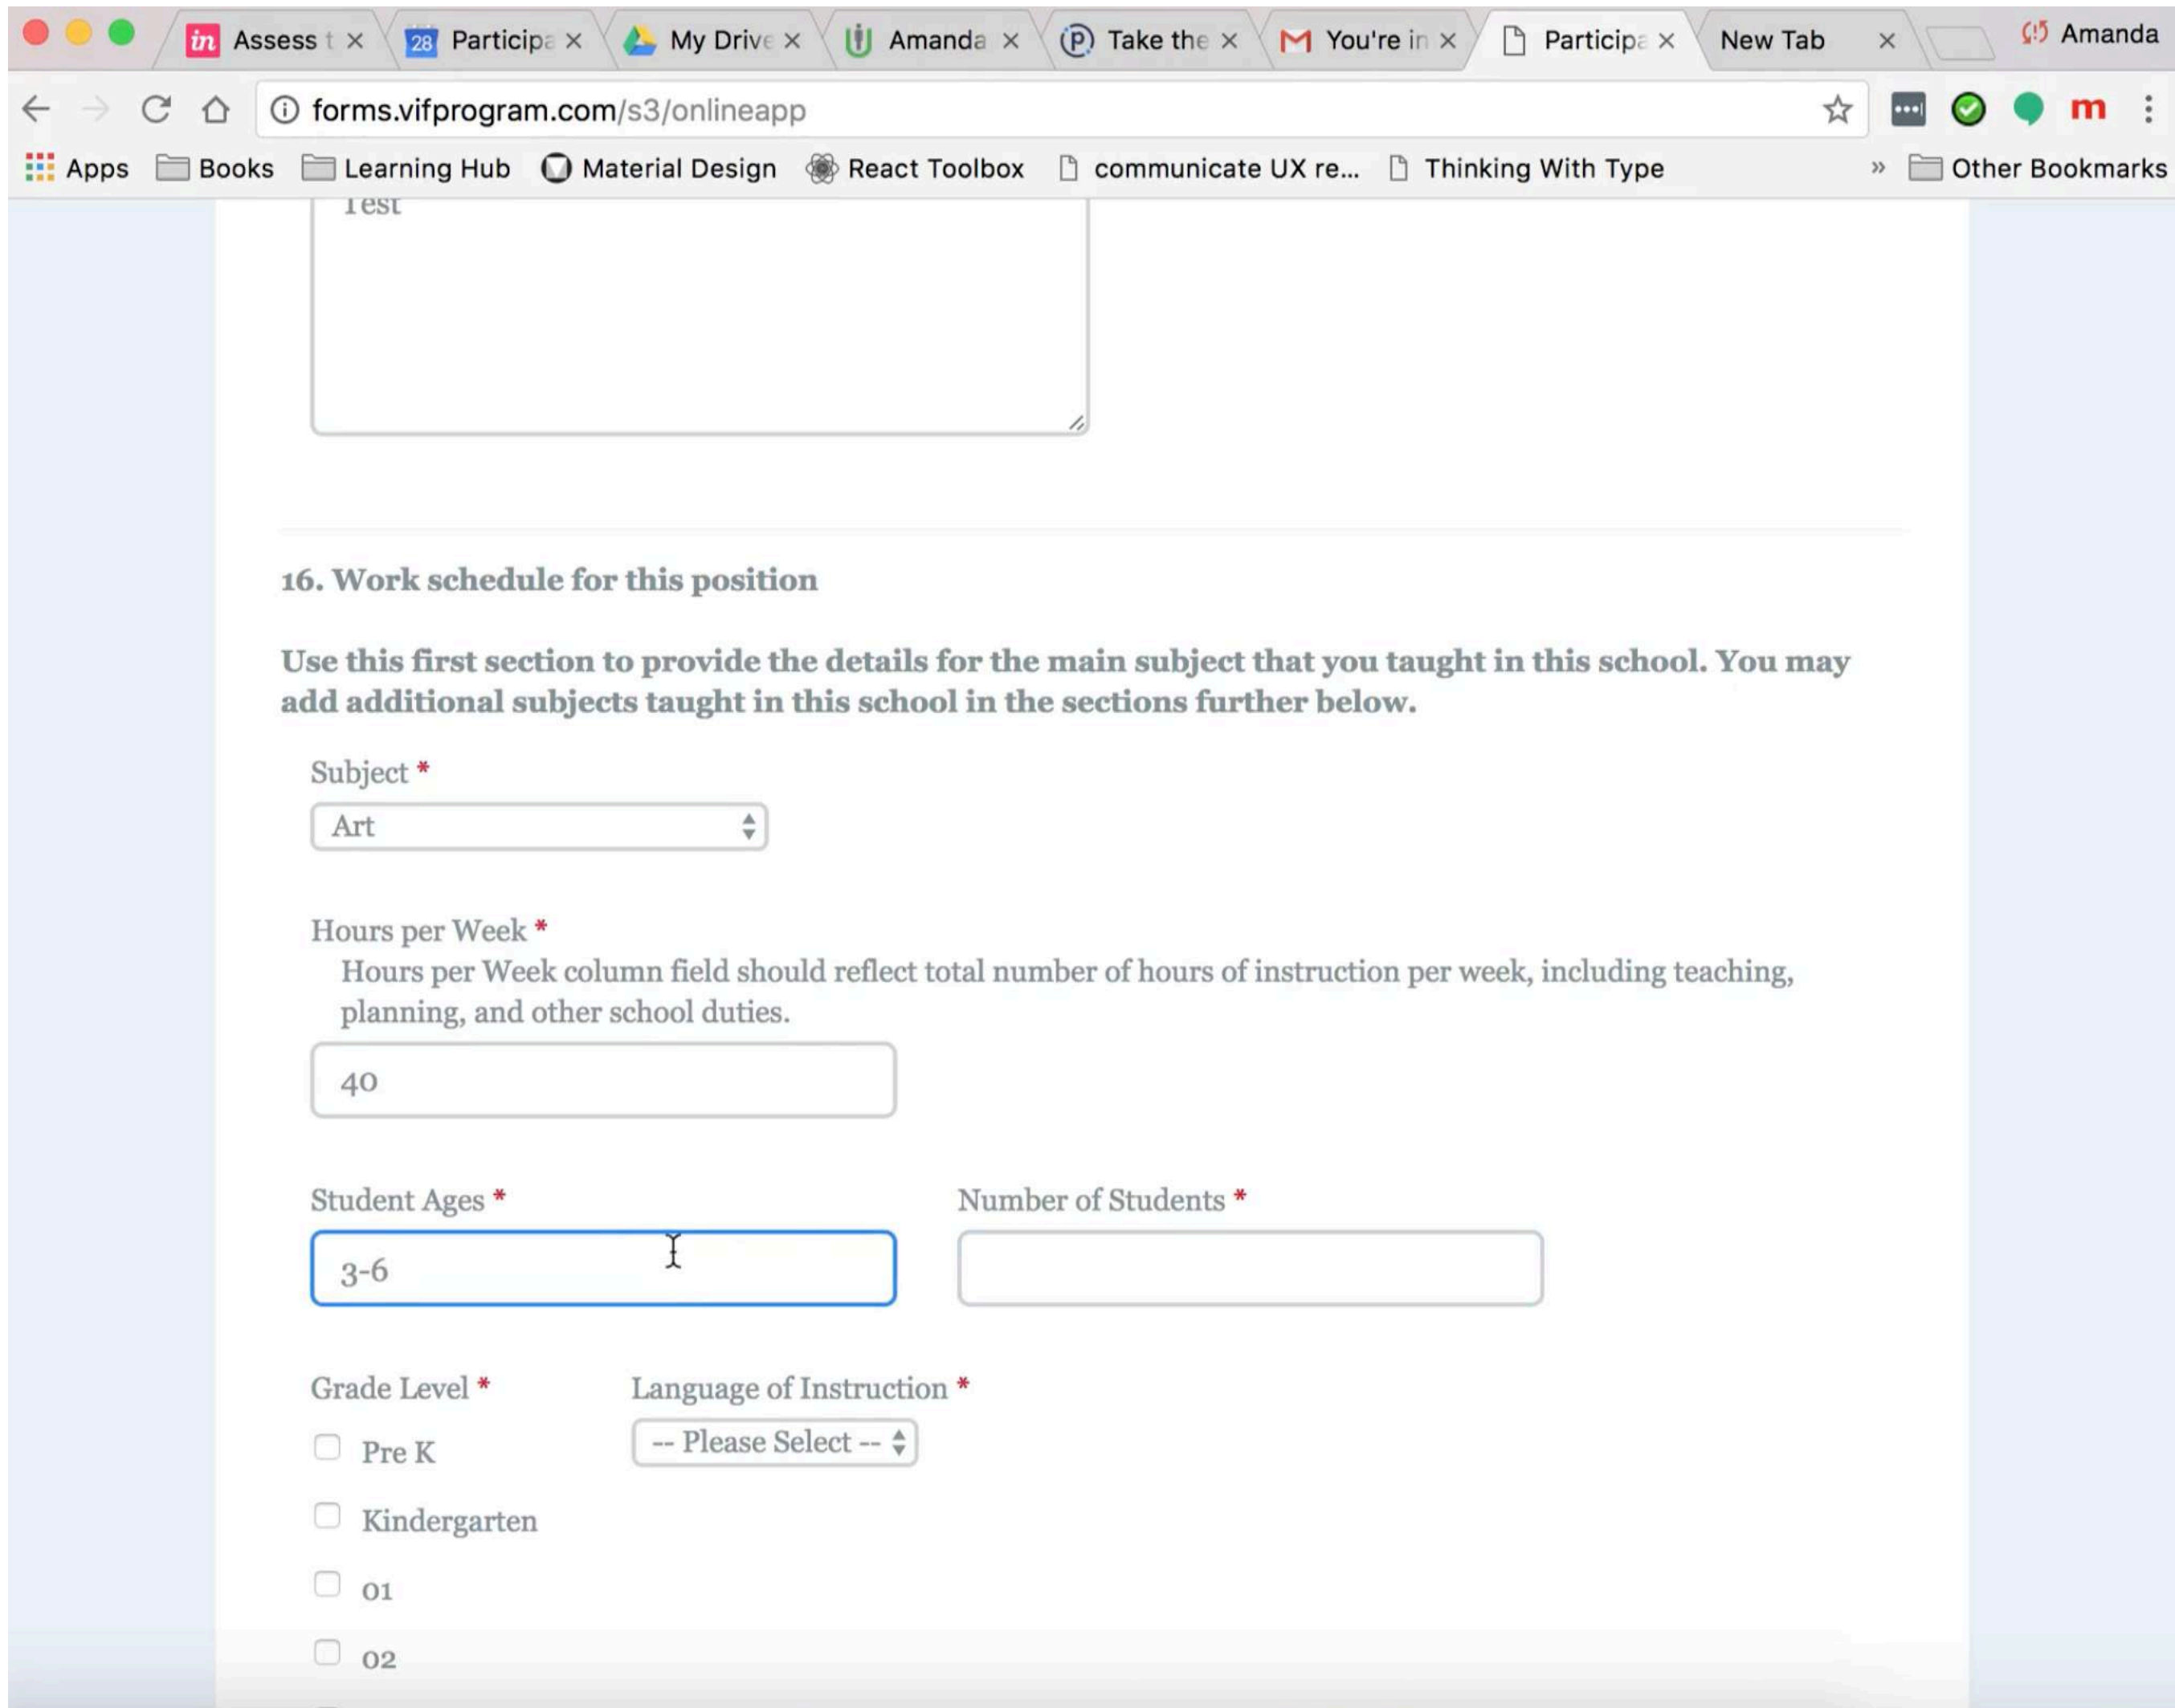 in Assess t 28 Participa My Drive Amanda Take the You're in Participa New Tab Amanda
forms.vifprogram.com/s3/onlineapp m
Apps Books Learning Hub Material Design React Toolbox communicate UX re... Thinking With Type » Other Bookmarks
Test
16. Work schedule for this position
Use this first section to provide the details for the main subject that you taught in this school. You may
add additional subjects taught in this school in the sections further below.
Subject *
Art
Hours per Week *
Hours per Week column field should reflect total number of hours of instruction per week, including teaching,
planning, and other school duties.
40
Student Ages * Number of Students *
3-6
Grade Level * Language of Instruction *
Pre K -- Please Select --
Kindergarten
01
02